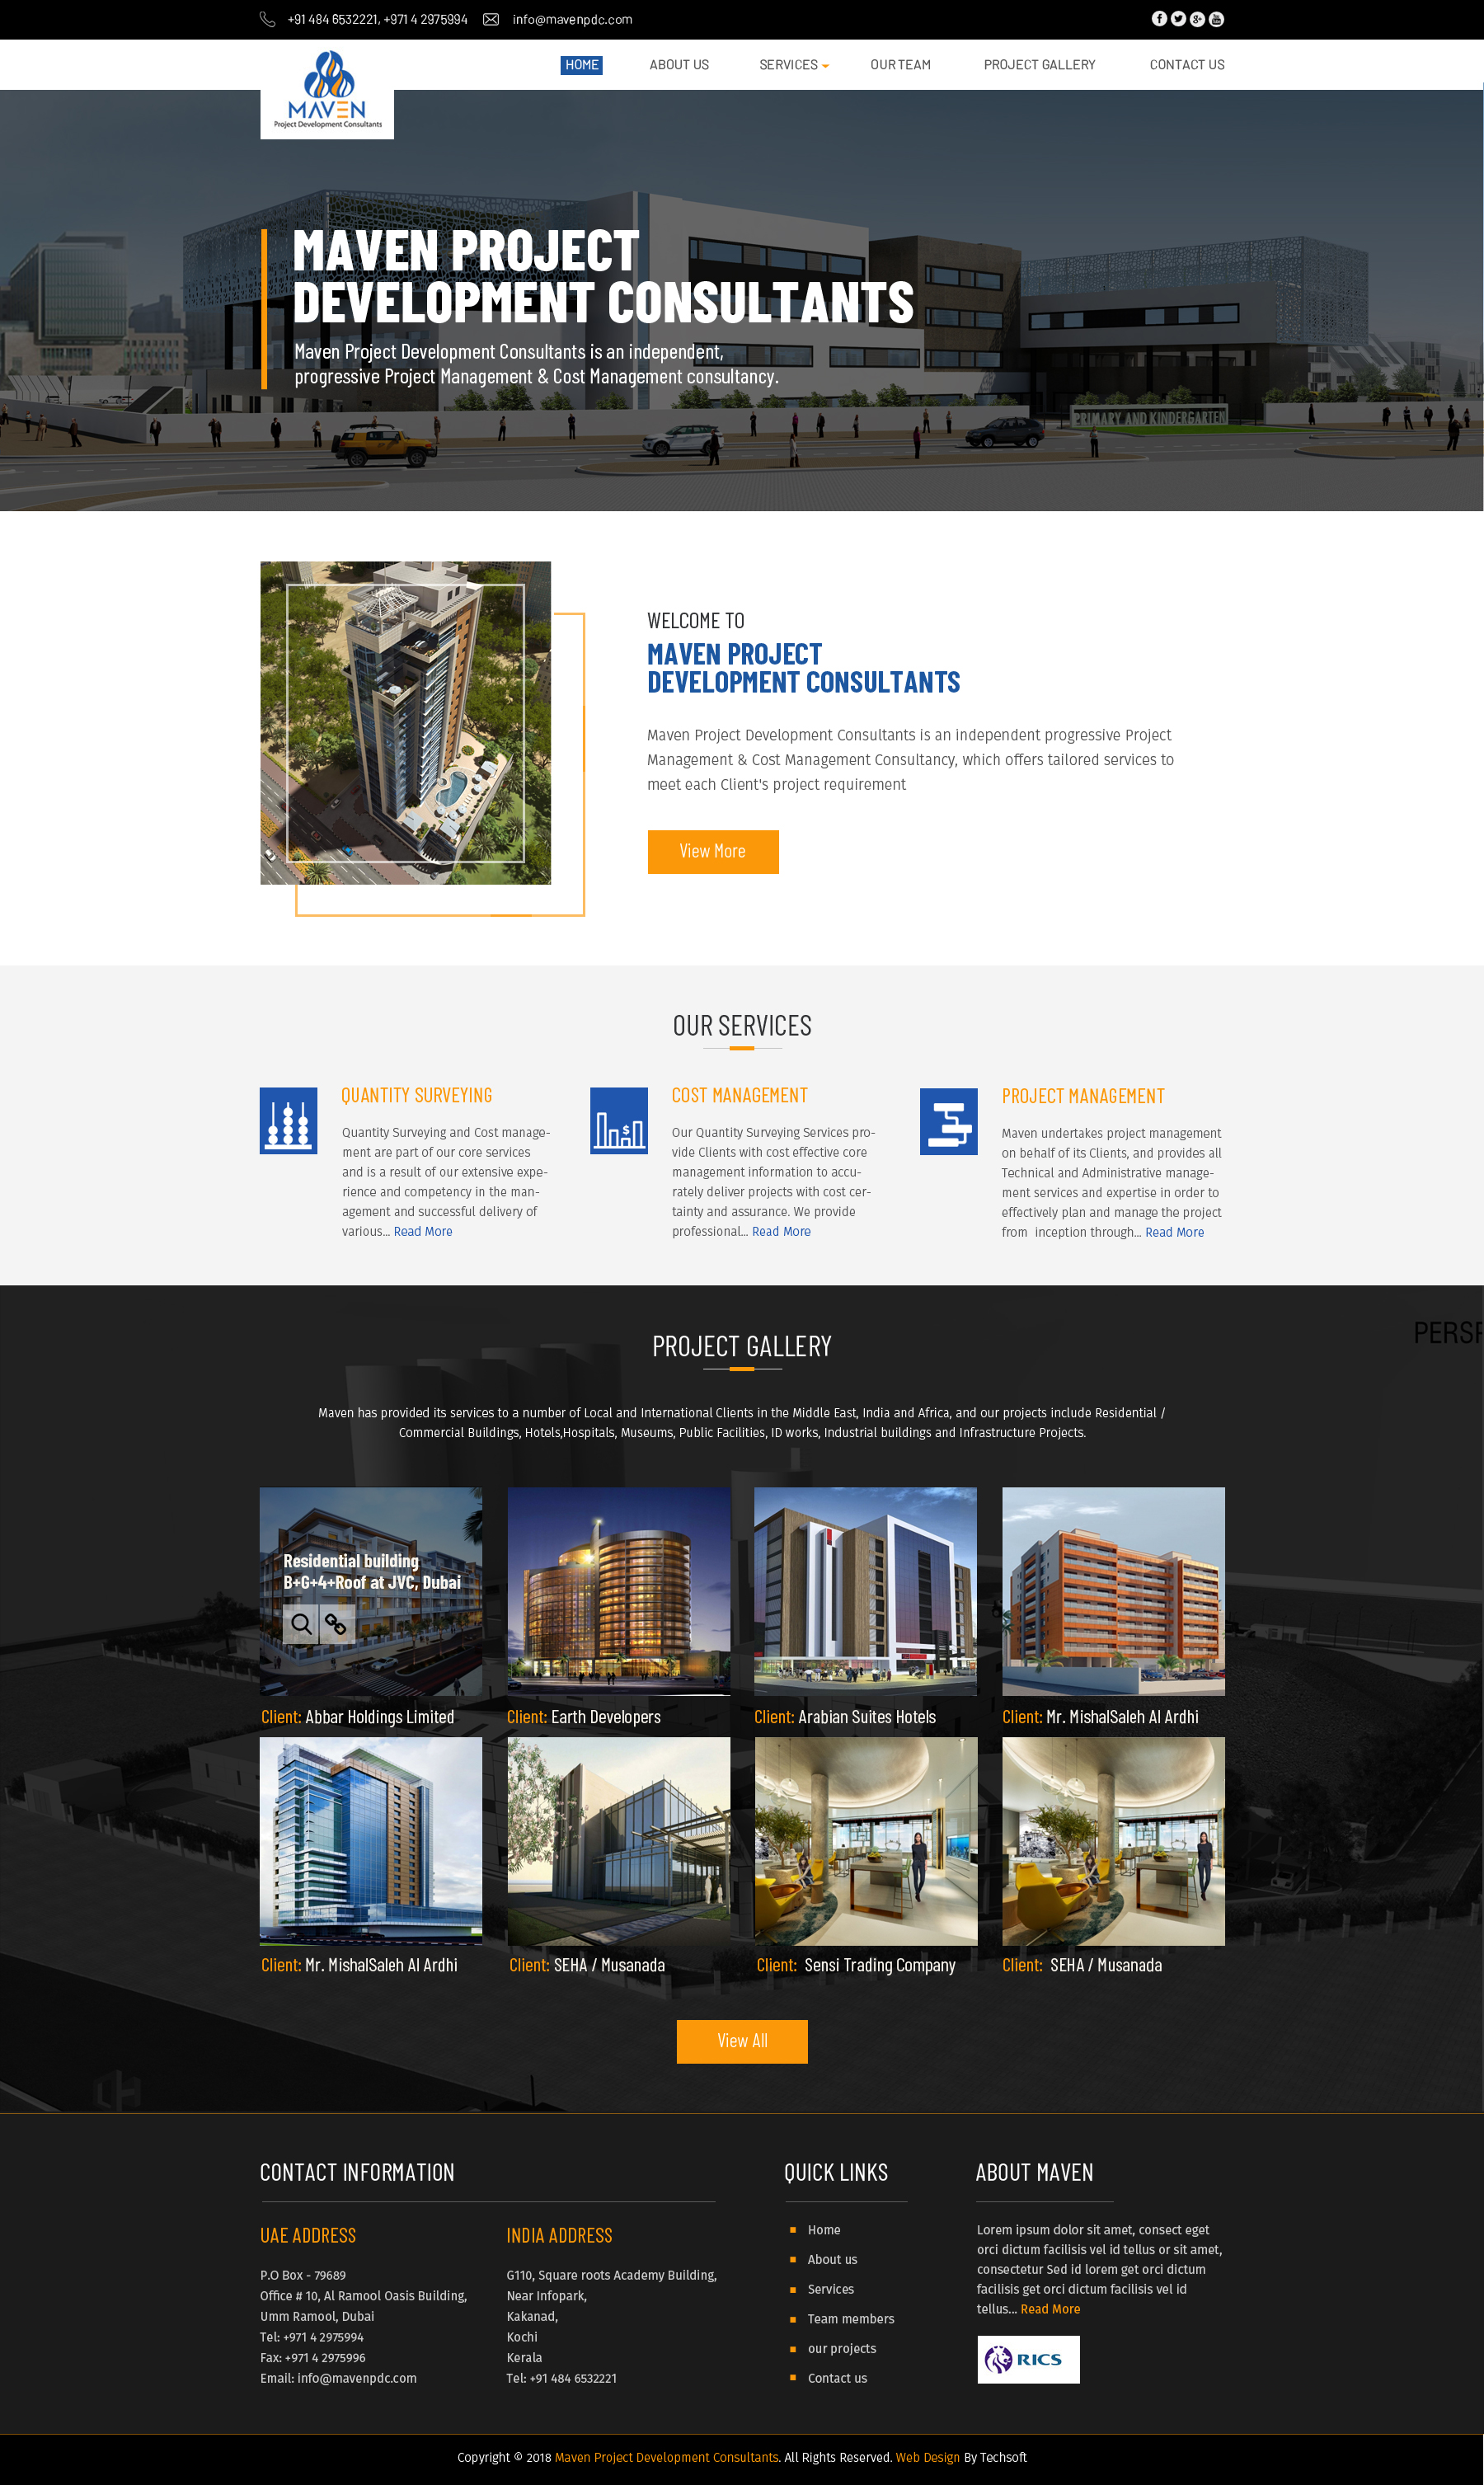 +91 484 6532221, +971 4 2975994
info@mavenpdc.com
MAVEN
Project Development Consultants
HOME
ABOUT US
SERVICES
OUR TEAM
PROJECT GALLERY
CONTACT US
MAVEN PROJECT
DEVELOPMENT CONSULTANTS
Maven Project Development Consultants is an independent,
progressive Project Management & Cost Management consultancy.
PRIMARY AND KINDERGARTEN
WELCOME TO
MAVEN PROJECT
DEVELOPMENT CONSULTANTS
Maven Project Development Consultants is an independent progressive Project
Management & Cost Management Consultancy, which offers tailored services to
meet each Client's project requirement
View More
OUR SERVICES
QUANTITY SURVEYING
Quantity Surveying and Cost manage-
ment are part of our core services
and is a result of our extensive expe-
rience and competency in the man-
agement and successful delivery of
various... Read More
COST MANAGEMENT
Our Quantity Surveying Services pro-
vide Clients with cost effective core
management information to accu-
rately deliver projects with cost cer-
tainty and assurance. We provide
professional... Read More
PROJECT MANAGEMENT
Maven undertakes project management
on behalf of its Clients, and provides all
Technical and Administrative manage-
ment services and expertise in order to
effectively plan and manage the project
from inception through... Read More
PERSP
PROJECT GALLERY
Maven has provided its services to a number of Local and International Clients in the Middle East, India and Africa, and our projects include Residential /
Commercial Buildings, Hotels,Hospitals, Museums, Public Facilities, ID works, Industrial buildings and Infrastructure Projects.
Residential building
B+G+4+Roof at JVC, Dubai
Client: Abbar Holdings Limited
Client: Earth Developers
Client: Arabian Suites Hotels
Client: Mr. MishalSaleh Al Ardhi
Client: Mr. MishalSaleh Al Ardhi
Client: SEHA / Musanada
Client: Sensi Trading Company
Client: SEHA / Musanada
View All
CONTACT INFORMATION
UAE ADDRESS
P.O Box - 79689
Office # 10, Al Ramool Oasis Building,
Umm Ramool, Dubai
Tel: +971 4 2975994
Fax: +971 4 2975996
Email: info@mavenpdc.com
INDIA ADDRESS
G110, Square roots Academy Building,
Near Infopark,
Kakanad,
Kochi
Kerala
Tel: +91 484 6532221
QUICK LINKS
Home
About us
Services
Team members
our projects
Contact us
ABOUT MAVEN
Lorem ipsum dolor sit amet, consect eget
orci dictum facilisis vel id tellus or sit amet,
consectetur Sed id lorem get orci dictum
facilisis get orci dictum facilisis vel id
tellus... Read More
RICS
Copyright © 2018 Maven Project Development Consultants. All Rights Reserved. Web Design By Techsoft